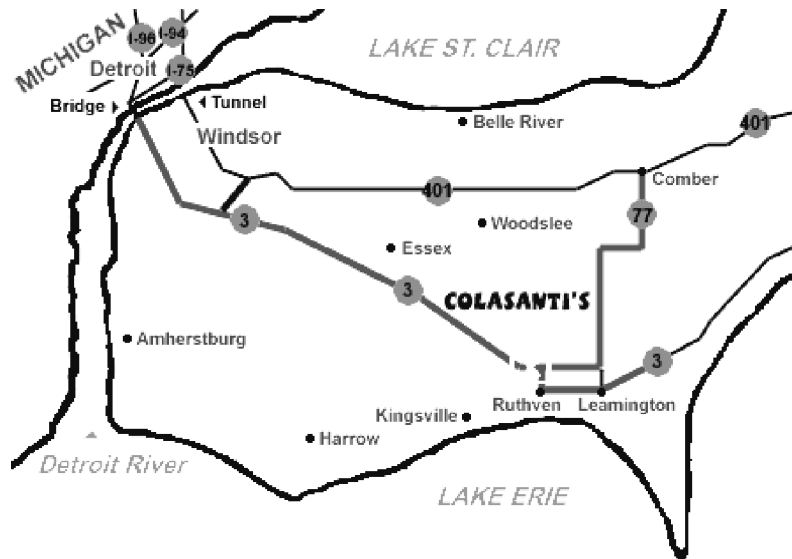 MICHIGAN
I-96
I-94
I-75
Detroit
LAKE ST. CLAIR
Bridge
Tunnel
Windsor
Belle River
401
401
Comber
77
3
Woodslee
Essex
3
COLASANTI'S
Amherstburg
3
Ruthven
Leamington
Kingsville
Harrow
Detroit River
LAKE ERIE